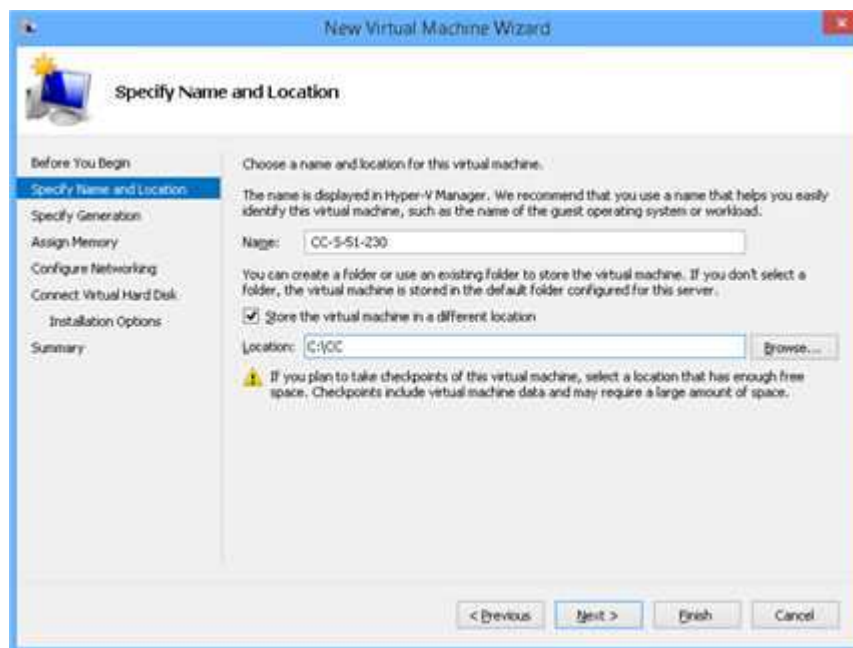 New Virtual Machine Wizard
Specify Name and Location
Before You Begin
Specify Name and Location
Specify Generation
Assign Memory
Configure Networking
Connect Virtual Hard Disk
Installation Options
Summary
Choose a name and location for this virtual machine.
The name is displayed in Hyper-V Manager. We recommend that you use a name that helps you easily
identify this virtual machine, such as the name of the guest operating system or workload.
Name: CC-5-51-230
You can create a folder or use an existing folder to store the virtual machine. If you don't select a
folder, the virtual machine is stored in the default folder configured for this server.
Store the virtual machine in a different location
Location: C:\CC Browse...
If you plan to take checkpoints of this virtual machine, select a location that has enough free
space. Checkpoints include virtual machine data and may require a large amount of space.
< Previous Next > Finish Cancel